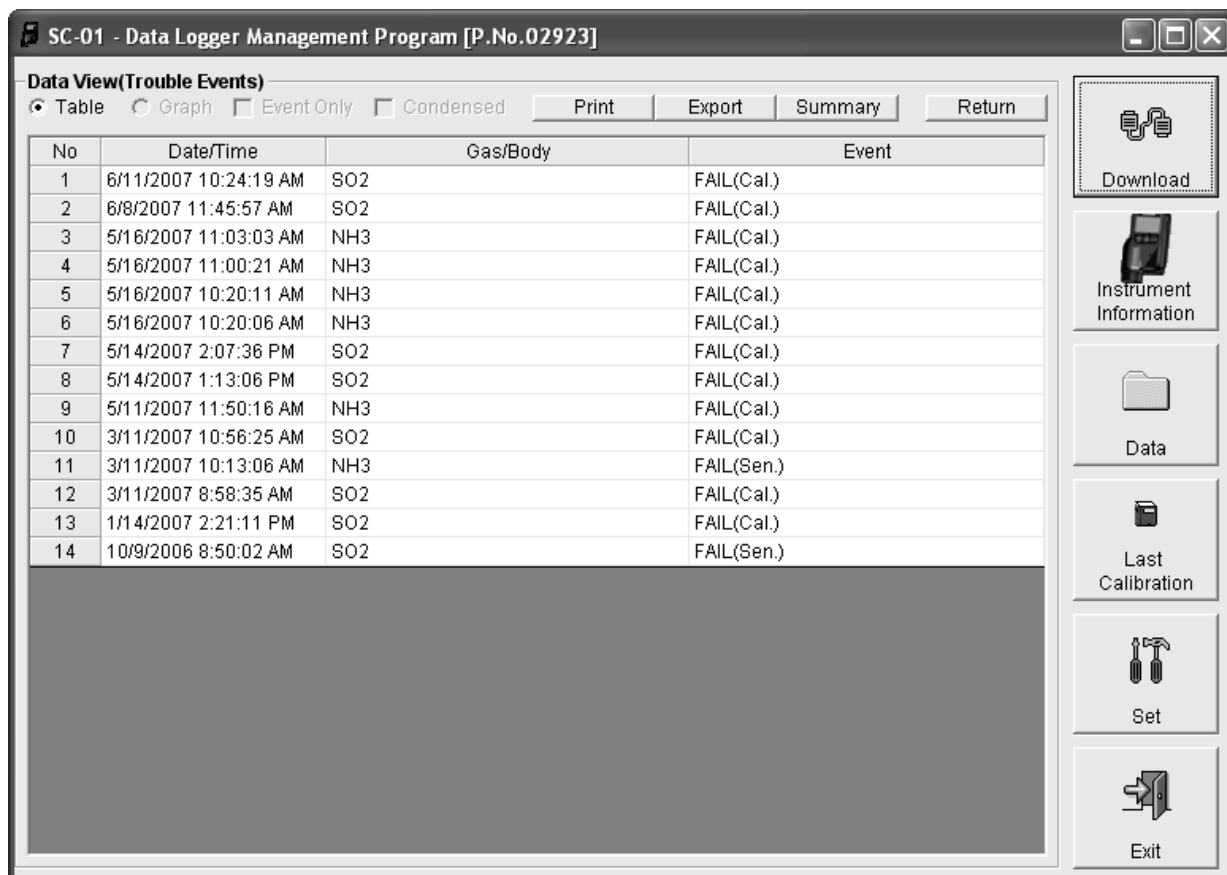 SC-01 - Data Logger Management Program [P.No.02923]
Data View(Trouble Events)
Table Graph Event Only Condensed Print Export Summary Return
No Date/Time Gas/Body Event
1 6/11/2007 10:24:19 AM SO2 FAIL(Cal.)
2 6/8/2007 11:45:57 AM SO2 FAIL(Cal.)
3 5/16/2007 11:03:03 AM NH3 FAIL(Cal.)
4 5/16/2007 11:00:21 AM NH3 FAIL(Cal.)
5 5/16/2007 10:20:11 AM NH3 FAIL(Cal.)
6 5/16/2007 10:20:06 AM NH3 FAIL(Cal.)
7 5/14/2007 2:07:36 PM SO2 FAIL(Cal.)
8 5/14/2007 1:13:06 PM SO2 FAIL(Cal.)
9 5/11/2007 11:50:16 AM NH3 FAIL(Cal.)
10 3/11/2007 10:56:25 AM SO2 FAIL(Cal.)
11 3/11/2007 10:13:06 AM NH3 FAIL(Sen.)
12 3/11/2007 8:58:35 AM SO2 FAIL(Cal.)
13 1/14/2007 2:21:11 PM SO2 FAIL(Cal.)
14 10/9/2006 8:50:02 AM SO2 FAIL(Sen.)
Download
Instrument
Information
Data
Last
Calibration
Set
Exit